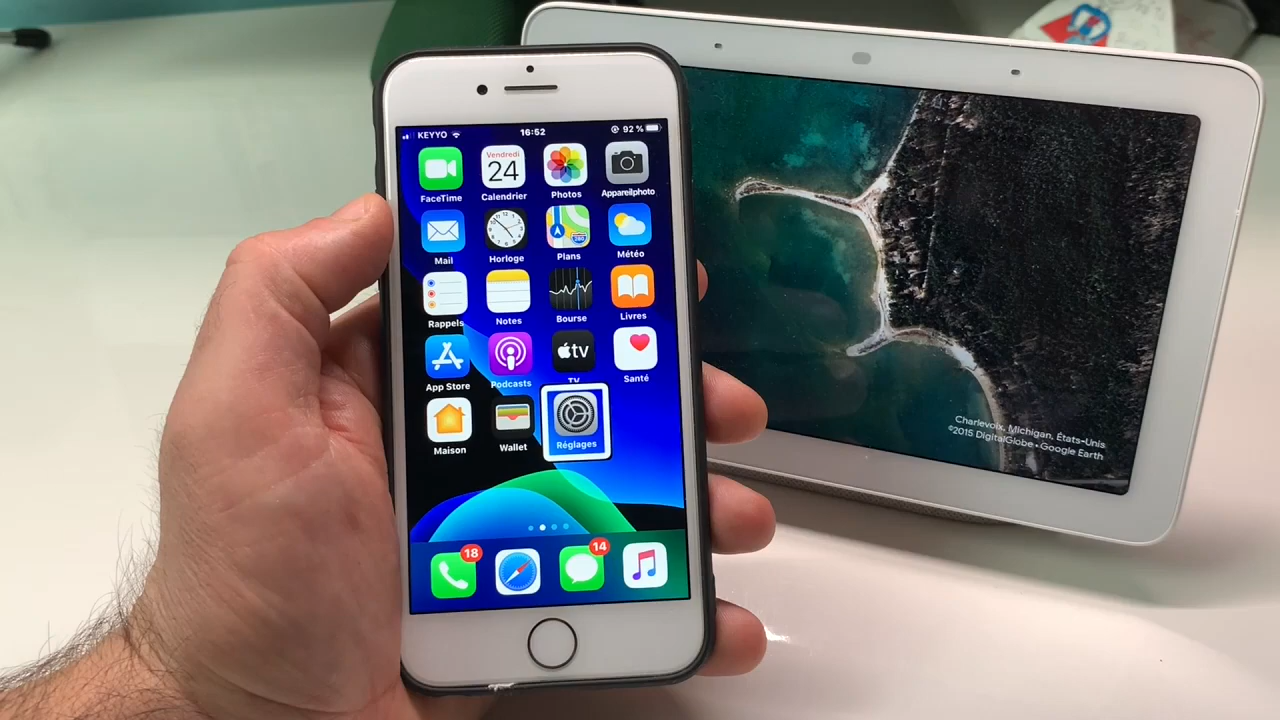 KEYYO 16:52 92 %
Vendredi
24
FaceTime Calendrier Photos Appareil photo
Mail Horloge Plans Météo
280
Rappels Notes Bourse Livres
tv
App Store Podcasts TV Santé
Maison Wallet Réglages
18 14
Charlevoix, Michigan, États-Unis
©2015 DigitalGlobe • Google Earth